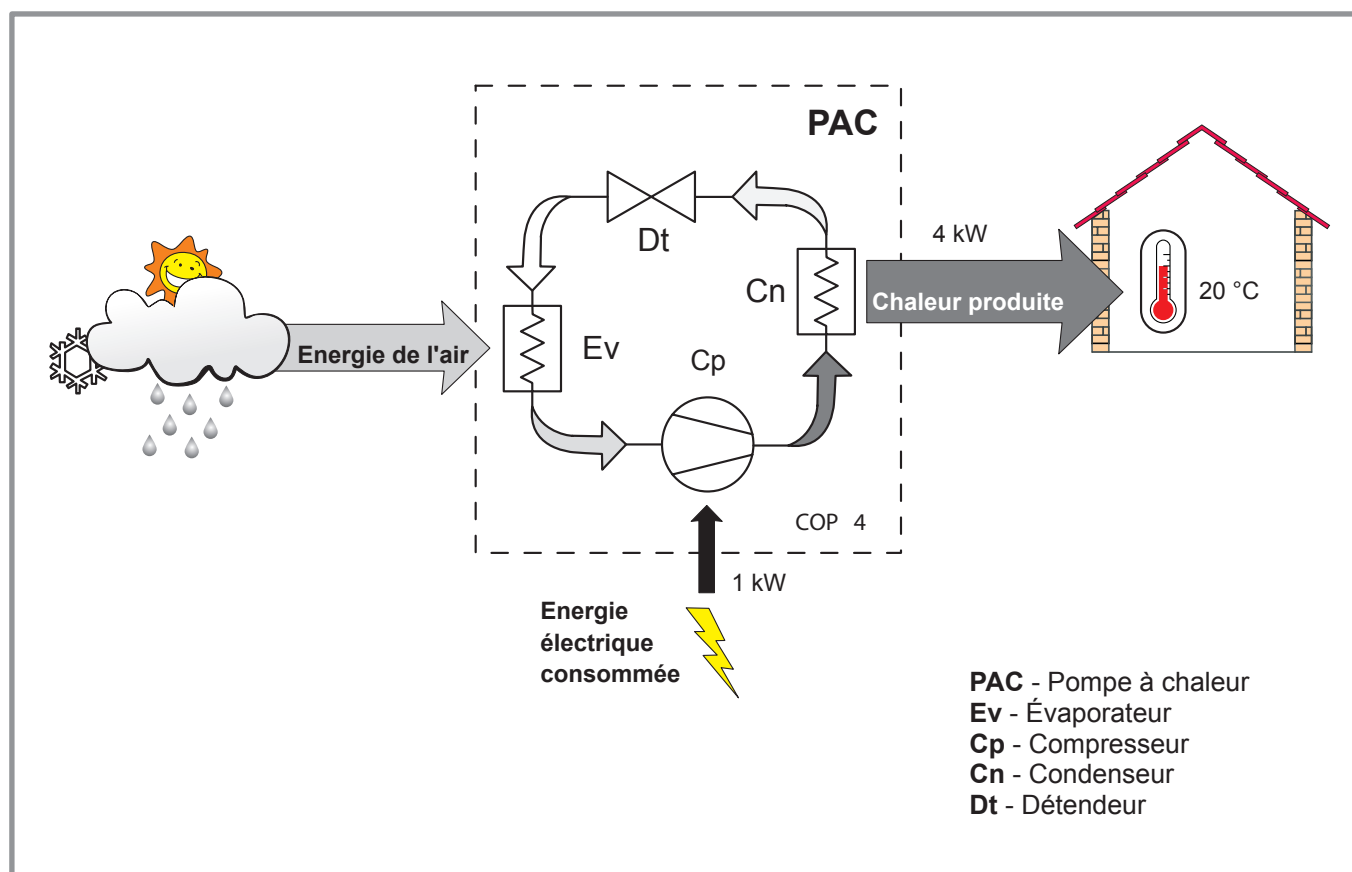 PAC
Dt
4 kW
Cn
Chaleur produite
20 °C
Energie de l'air
Ev
Cp
COP 4
1 kW
Energie
électrique
consommée
PAC - Pompe à chaleur
Ev - Évaporateur
Cp - Compresseur
Cn - Condenseur
Dt - Détendeur